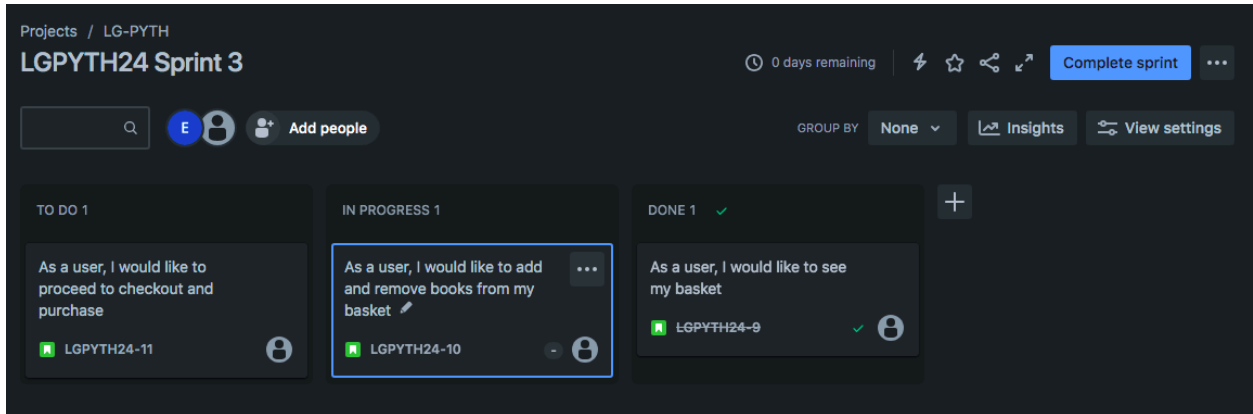 Projects / LG-PYTH
LGPYTH24 Sprint 3
0 days remaining
Complete sprint
E
Add people
GROUP BY
None
Insights
View settings
TO DO 1
As a user, I would like to
proceed to checkout and
purchase
LGPYTH24-11
IN PROGRESS 1
As a user, I would like to add
and remove books from my
basket
LGPYTH24-10
-
DONE 1
As a user, I would like to see
my basket
LGPYTH24-9